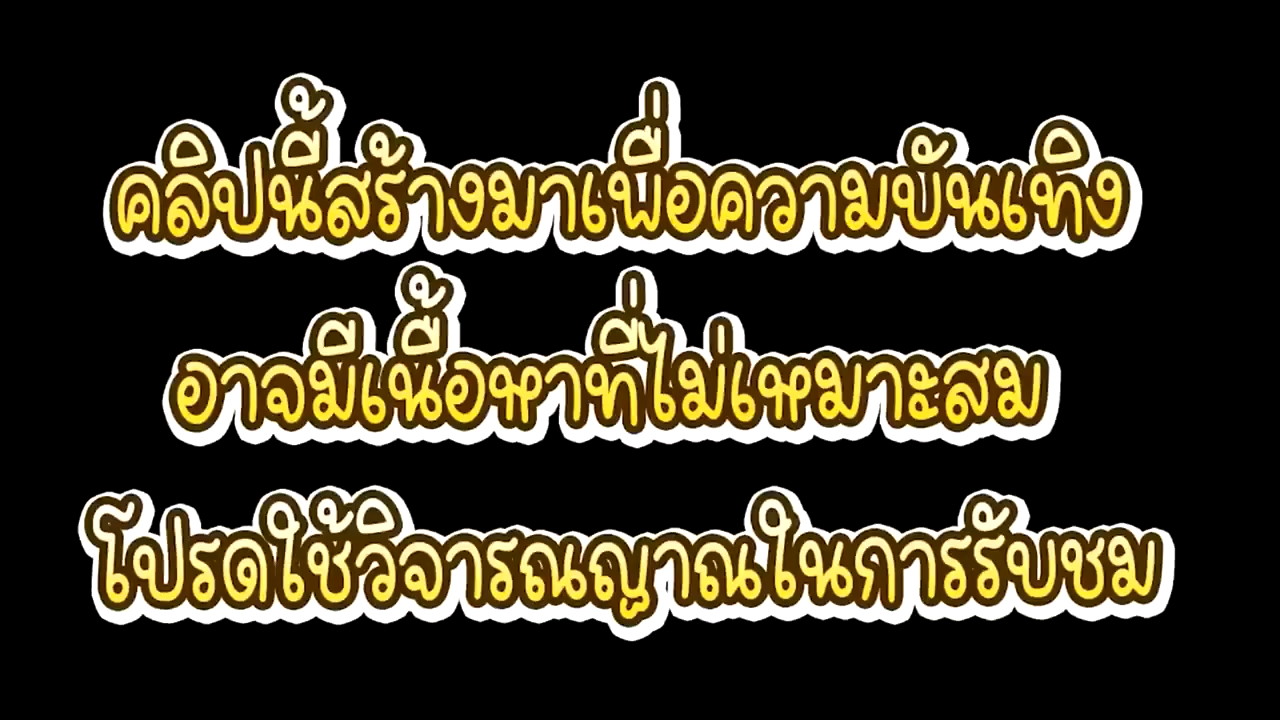 คลิปนี้สร้างมาเพื่อความบันเทิง
อาจมีเนื้อหาที่ไม่เหมาะสม
โปรดใช้วิจารณญาณในการรับชม